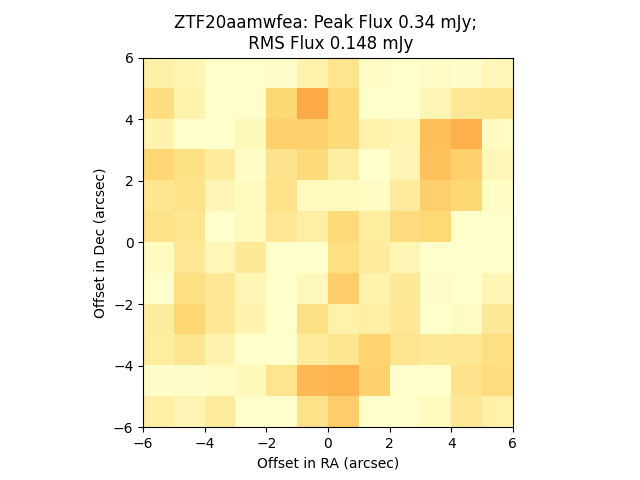 ZTF20aamwfea: Peak Flux 0.34 mJy;
RMS Flux 0.148 mJy
6
4
2
0
−2
−4
−6
Offset in Dec (arcsec)
−6 −4 −2 0 2 4 6
Offset in RA (arcsec)